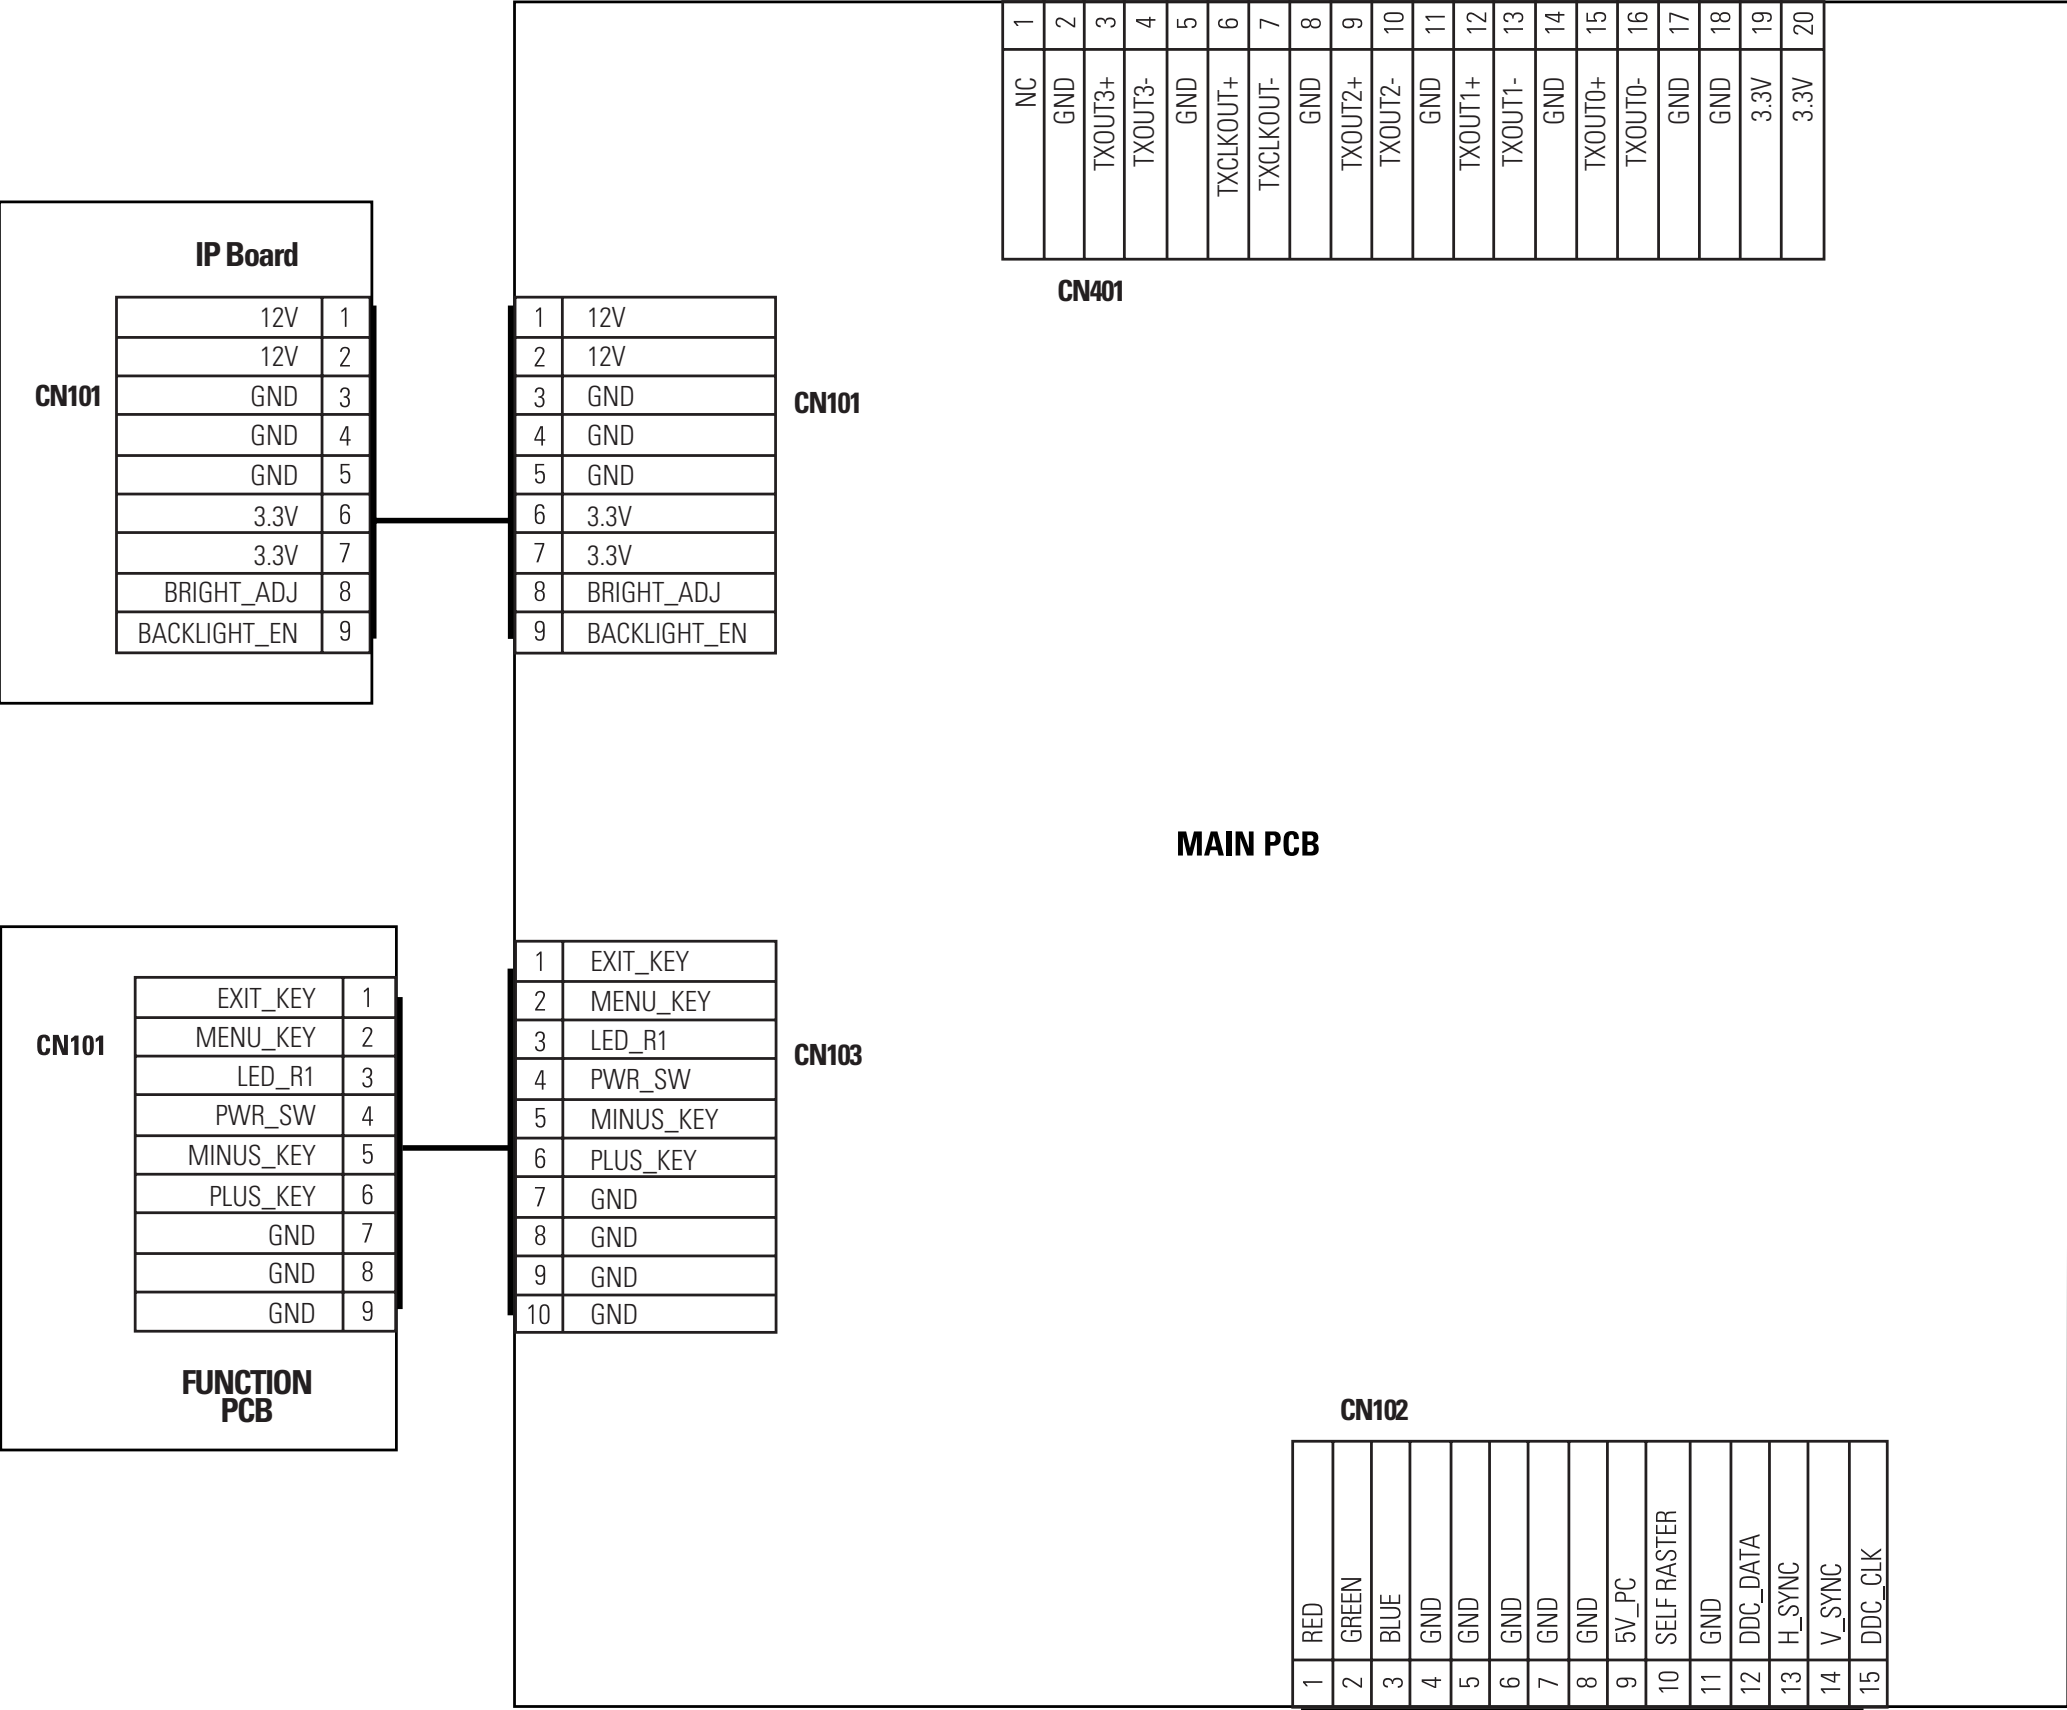 1 2 3 4 5 6 7 8 9 10 11 12 13 14 15 16 17 18 19 20
NC GND TXOUT3+ TXOUT3- GND TXCLKOUT+ TXCLKOUT- GND TXOUT2+ TXOUT2- GND TXOUT1+ TXOUT1- GND TXOUT0+ TXOUT0- GND GND 3.3V 3.3V
CN401
IP Board
CN101
12V 1
12V 2
GND 3
GND 4
GND 5
3.3V 6
3.3V 7
BRIGHT_ADJ 8
BACKLIGHT_EN 9
1 12V
2 12V
3 GND
4 GND
5 GND
6 3.3V
7 3.3V
8 BRIGHT_ADJ
9 BACKLIGHT_EN
CN101
MAIN PCB
CN101
EXIT_KEY 1
MENU_KEY 2
LED_R1 3
PWR_SW 4
MINUS_KEY 5
PLUS_KEY 6
GND 7
GND 8
GND 9
FUNCTION
PCB
1 EXIT_KEY
2 MENU_KEY
3 LED_R1
4 PWR_SW
5 MINUS_KEY
6 PLUS_KEY
7 GND
8 GND
9 GND
10 GND
CN103
CN102
RED GREEN BLUE GND GND GND GND GND 5V_PC SELF RASTER GND DDC_DATA H_SYNC V_SYNC DDC_CLK
1 2 3 4 5 6 7 8 9 10 11 12 13 14 15